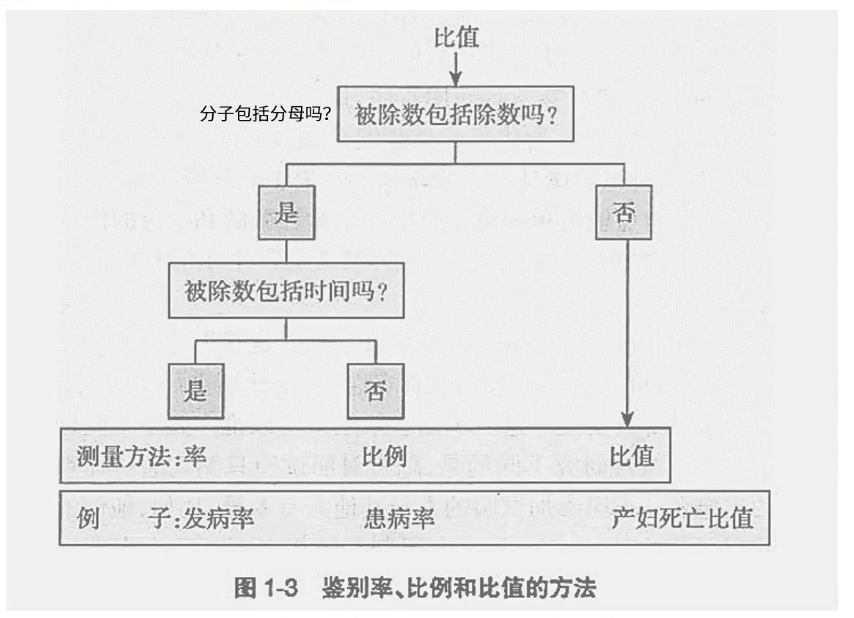 比值
分子包括分母吗？
被除数包括除数吗？
是
否
被除数包括时间吗？
是
否
测量方法：率 比例 比值
例 子：发病率 患病率 产妇死亡比值
图 1-3 鉴别率、比例和比值的方法